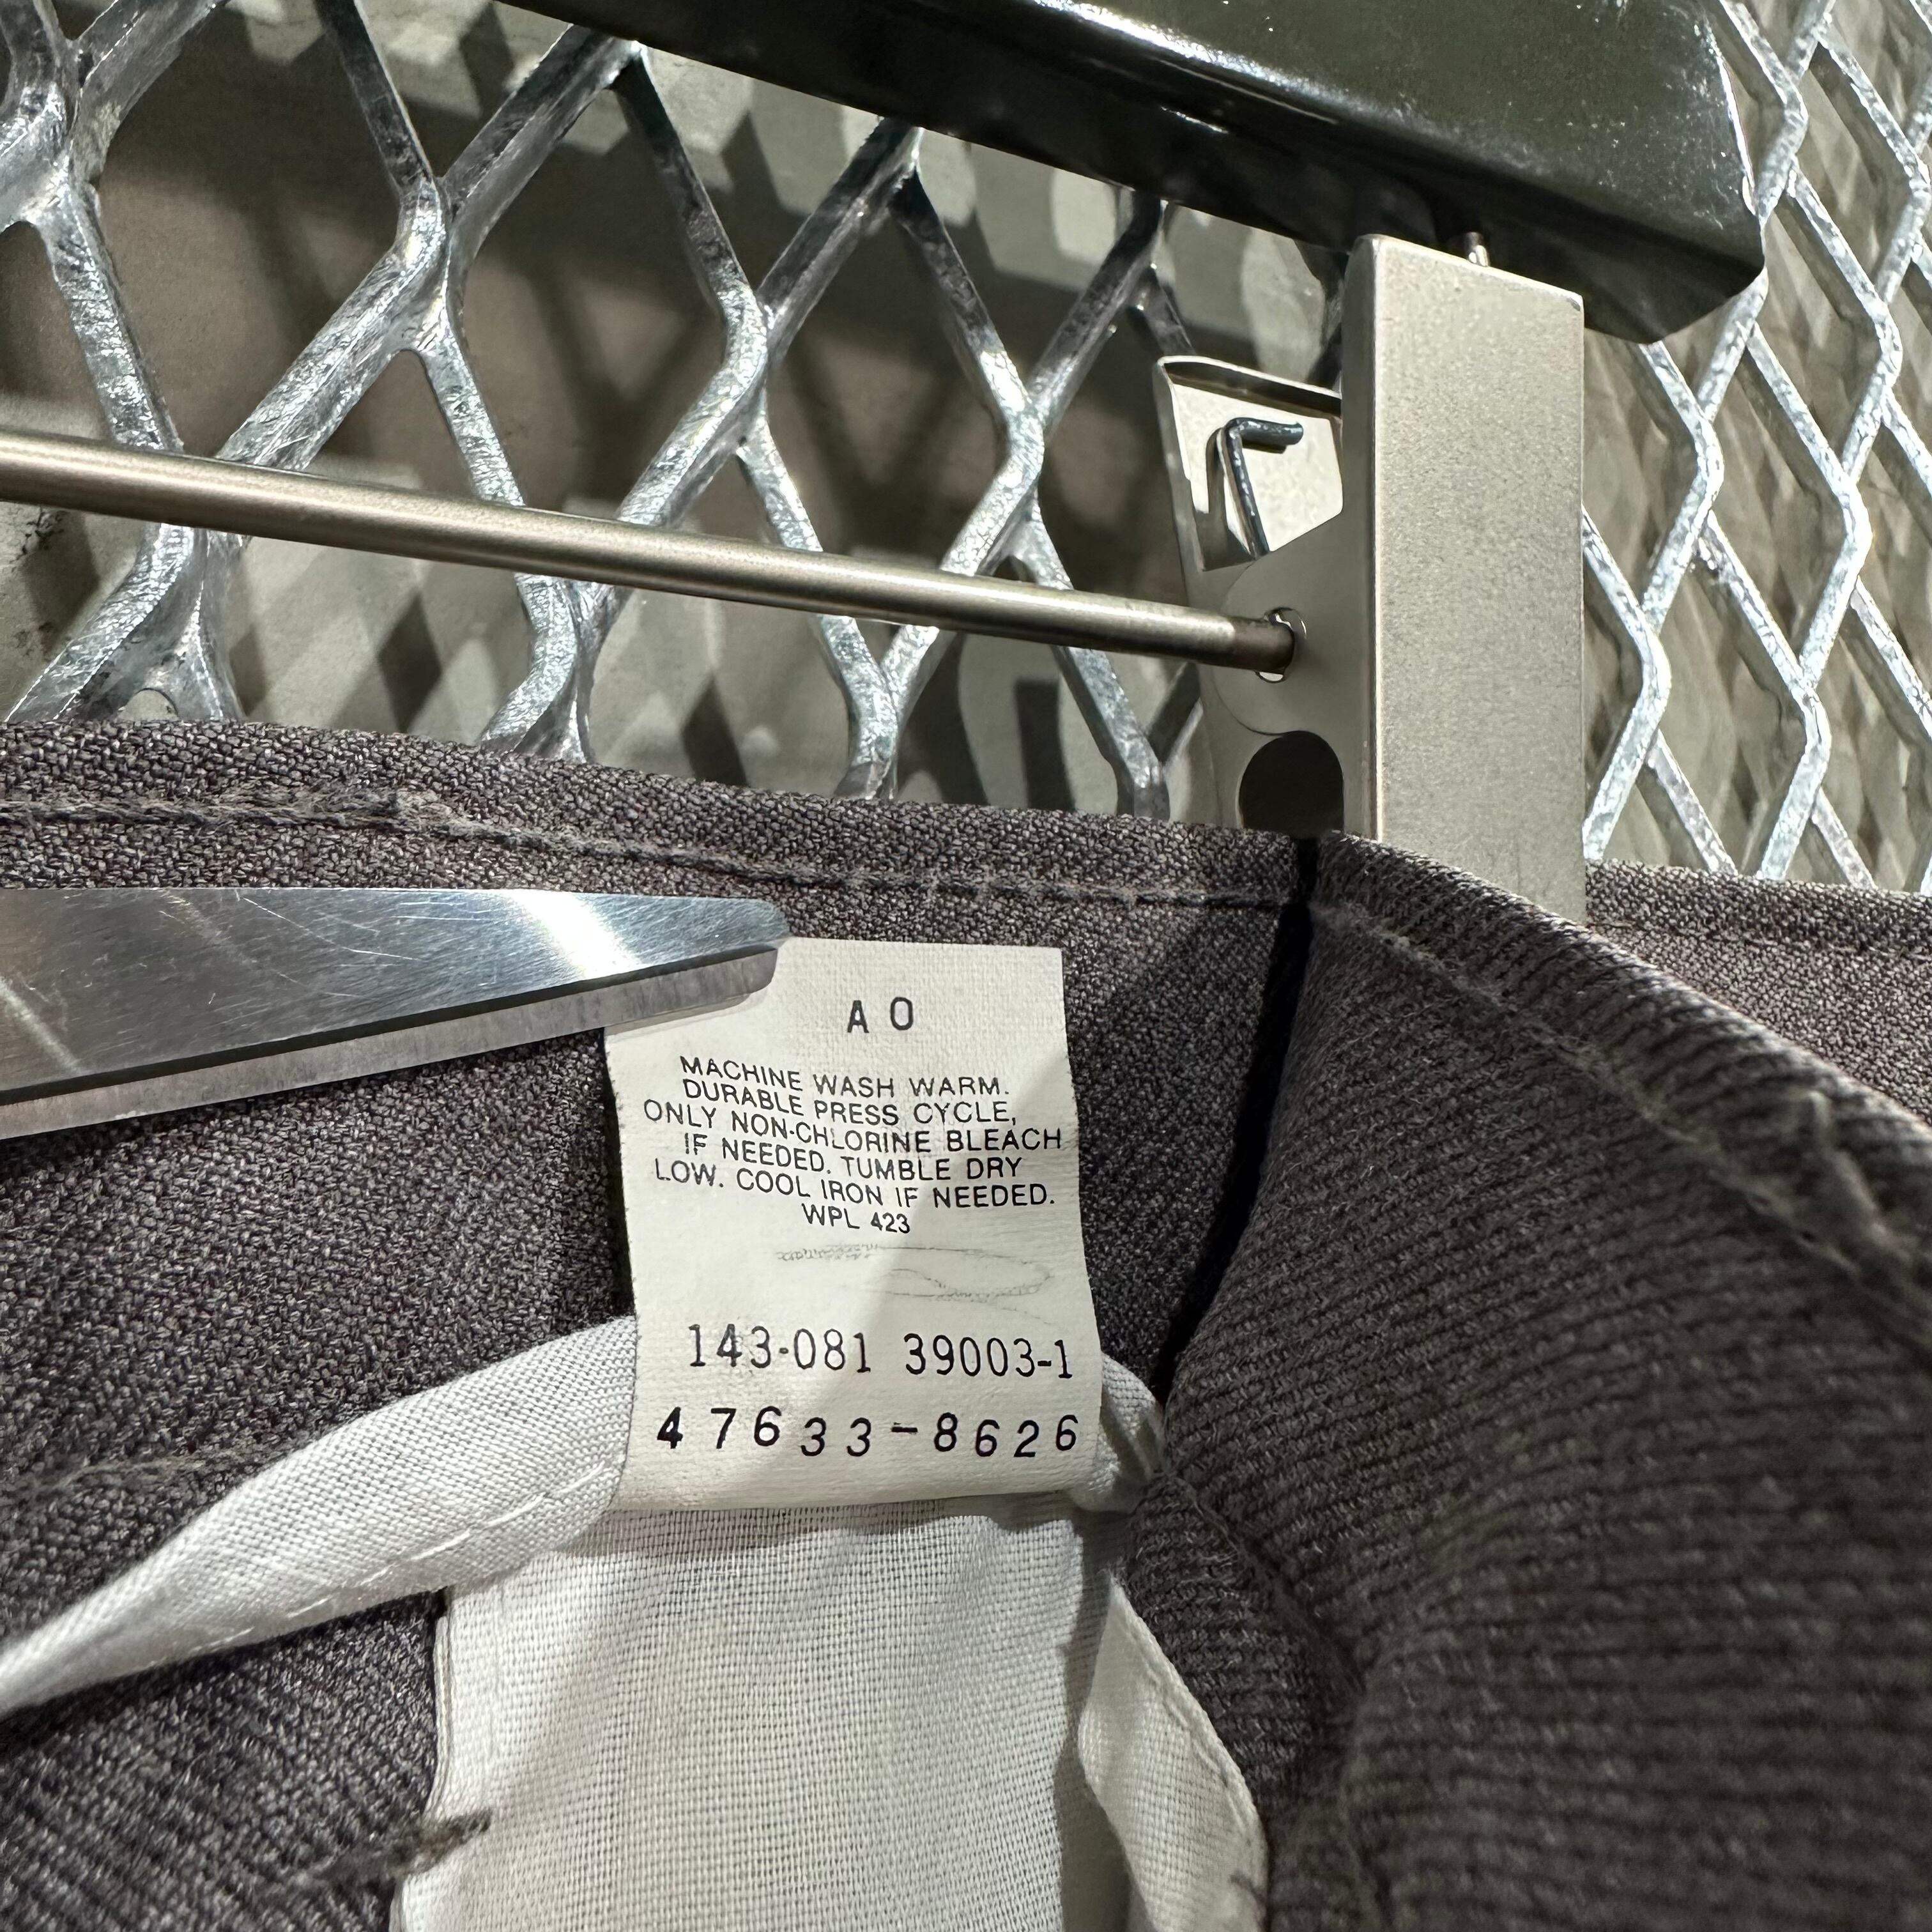 A O
MACHINE WASH WARM.
DURABLE PRESS CYCLE,
ONLY NON-CHLORINE BLEACH
IF NEEDED. TUMBLE DRY
LOW. COOL IRON IF NEEDED.
WPL 423
143-081 39003-1
47633-8626